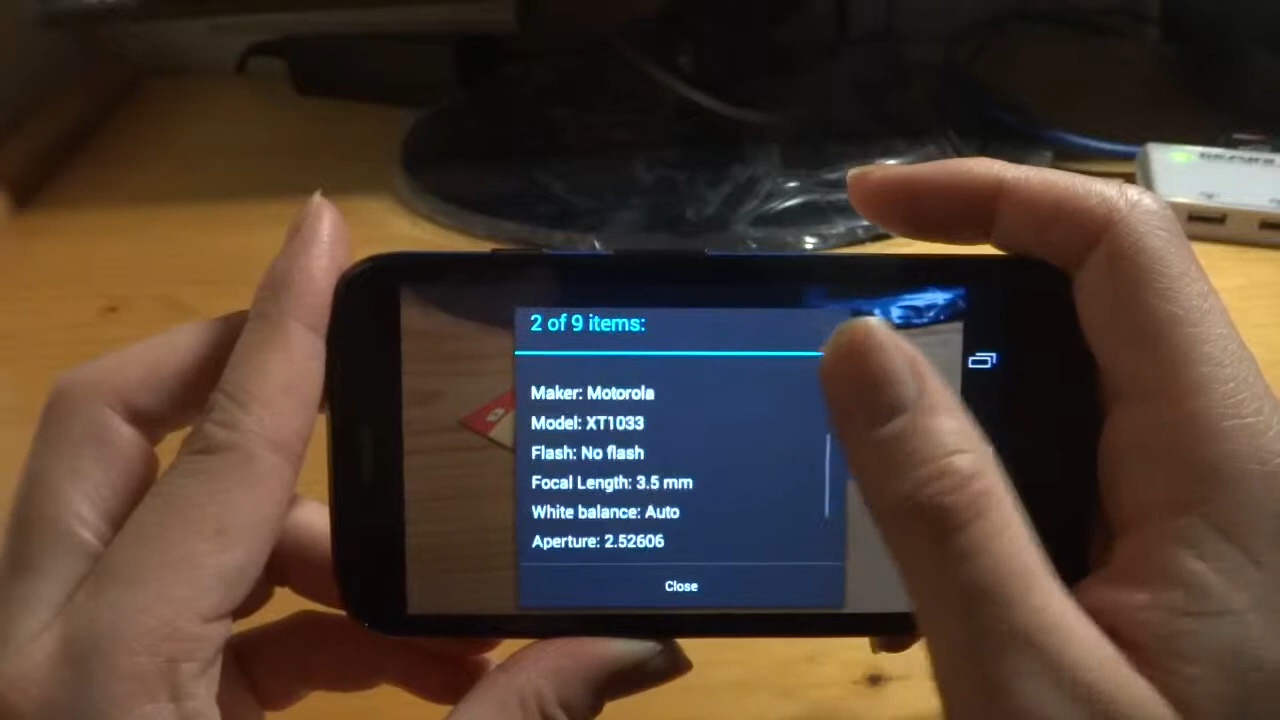 2 of 9 items:
Maker: Motorola
Model: XT1033
Flash: No flash
Focal Length: 3.5 mm
White balance: Auto
Aperture: 2.52606
Close